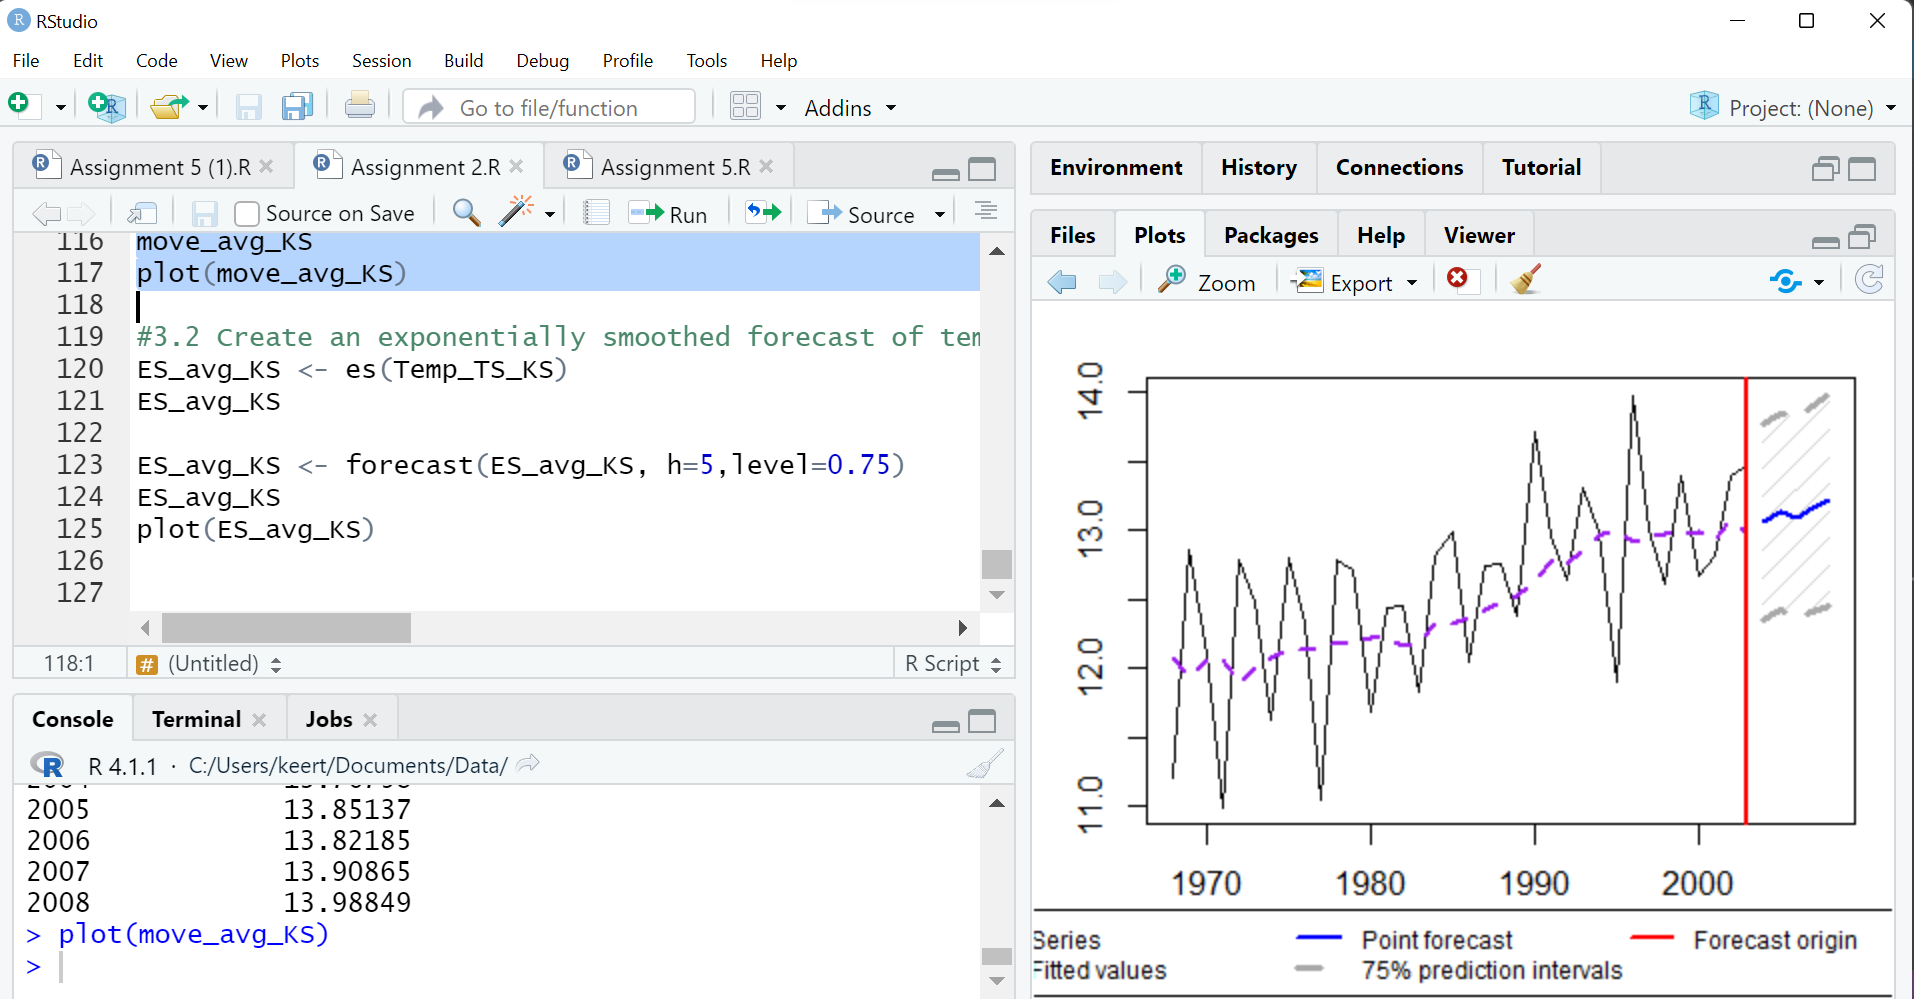 RStudio
File Edit Code View Plots Session Build Debug Profile Tools Help
Go to file/function Addins Project: (None)
Assignment 5 (1).R Assignment 2.R Assignment 5.R
Source on Save Run Source
116 move_avg_KS
117 plot(move_avg_KS)
118
119 #3.2 Create an exponentially smoothed forecast of tem
120 ES_avg_KS <- es(Temp_TS_KS)
121 ES_avg_KS
122
123 ES_avg_KS <- forecast(ES_avg_KS, h=5,level=0.75)
124 ES_avg_KS
125 plot(ES_avg_KS)
126
127
118:1 # (Untitled) R Script
Console Terminal Jobs
R 4.1.1 · C:/Users/keert/Documents/Data/
2005 13.85137
2006 13.82185
2007 13.90865
2008 13.98849
> plot(move_avg_KS)
>
Environment History Connections Tutorial
Files Plots Packages Help Viewer
Zoom Export
14.0
13.0
12.0
11.0
1970 1980 1990 2000
Series Point forecast Forecast origin
Fitted values 75% prediction intervals